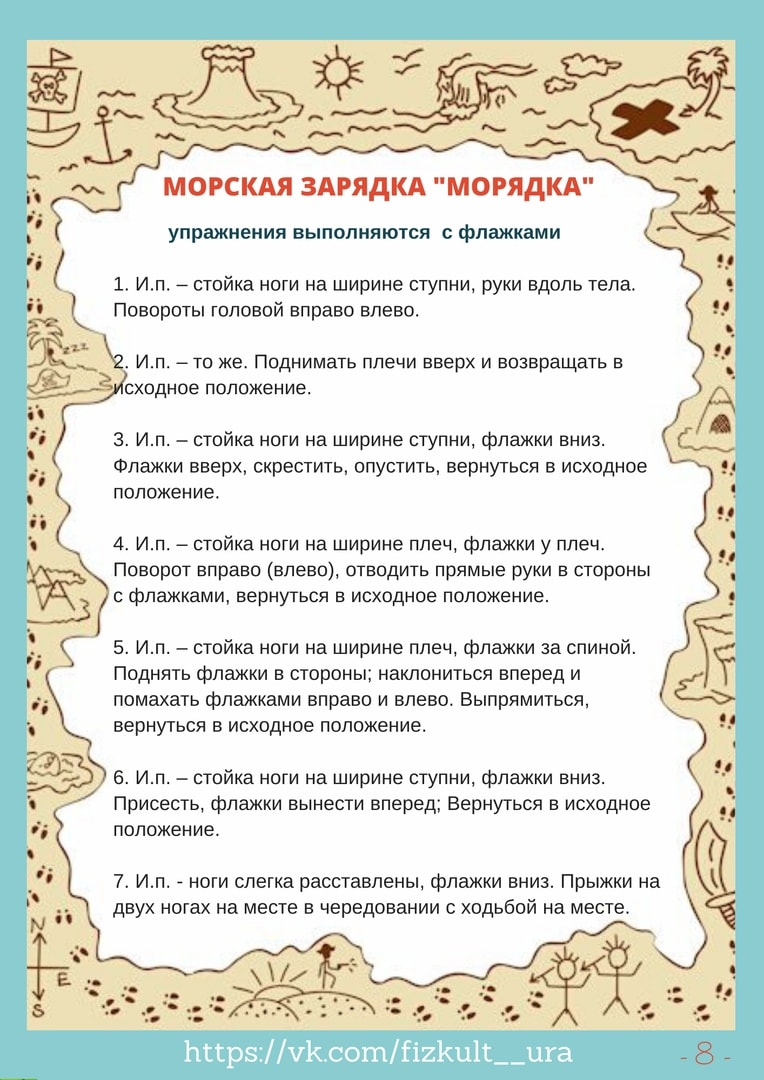 МОРСКАЯ ЗАРЯДКА "МОРЯДКА"
упражнения выполняются с флажками
1. И.п. – стойка ноги на ширине ступни, руки вдоль тела.
Повороты головой вправо влево.
2. И.п. – то же. Поднимать плечи вверх и возвращать в
исходное положение.
3. И.п. – стойка ноги на ширине ступни, флажки вниз.
Флажки вверх, скрестить, опустить, вернуться в исходное
положение.
4. И.п. – стойка ноги на ширине плеч, флажки у плеч.
Поворот вправо (влево), отводить прямые руки в стороны
с флажками, вернуться в исходное положение.
5. И.п. – стойка ноги на ширине плеч, флажки за спиной.
Поднять флажки в стороны; наклониться вперед и
помахать флажками вправо и влево. Выпрямиться,
вернуться в исходное положение.
6. И.п. – стойка ноги на ширине ступни, флажки вниз.
Присесть, флажки вынести вперед; Вернуться в исходное
положение.
7. И.п. - ноги слегка расставлены, флажки вниз. Прыжки на
двух ногах на месте в чередовании с ходьбой на месте.
zzz
N
E
S
https://vk.com/fizkult__ura
- 8 -